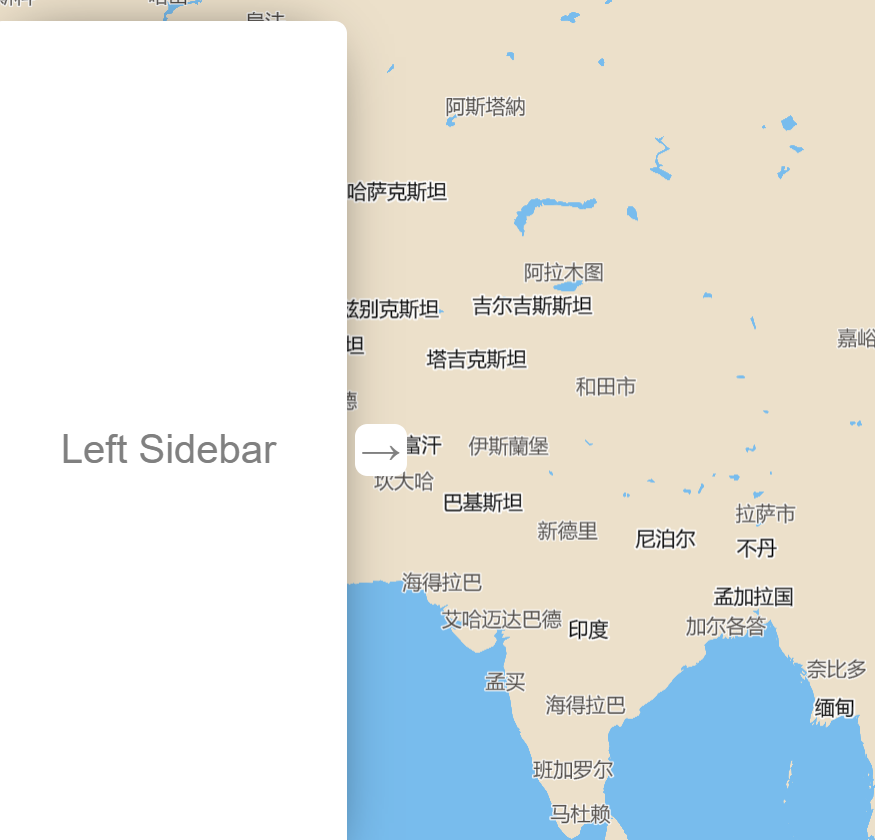 阿斯塔納
哈萨克斯坦
阿拉木图
兹别克斯坦
吉尔吉斯斯坦
嘉峪
坦
塔吉克斯坦
和田市
德
Left Sidebar
→
富汗
伊斯蘭堡
坎大哈
巴基斯坦
拉萨市
新德里
尼泊尔
不丹
海得拉巴
孟加拉国
艾哈迈达巴德
印度
加尔各答
奈比多
孟买
海得拉巴
缅甸
班加罗尔
马杜赖